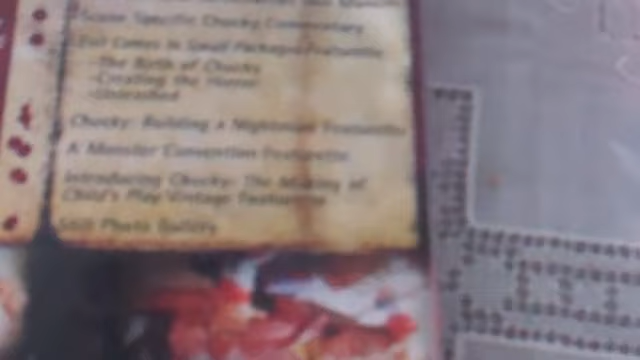 Scene Specific Chucky Commentary
Evil Comes in Small Packages Featurette
-The Birth of Chucky
-Creating the Horror
-Unleashed
Chucky: Building a Nightmare Featurette
A Monster Convention Featurette
Introducing Chucky: The Making of
Child's Play Vintage Featurette
Still Photo Gallery